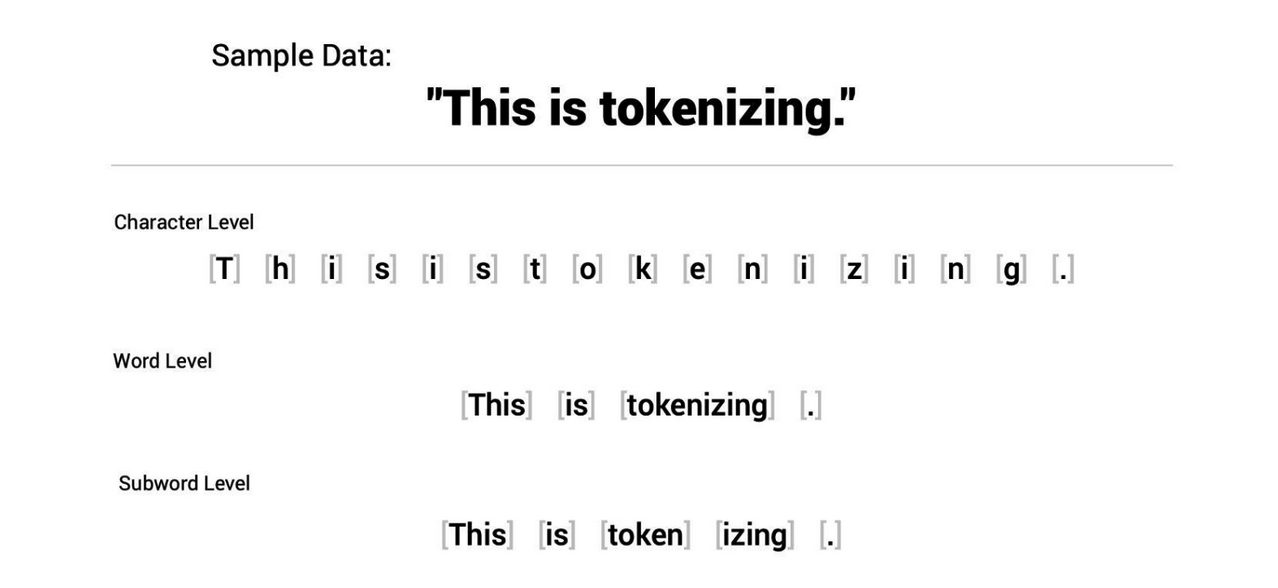 Sample Data:
"This is tokenizing."
Character Level
[T] [h] [i] [s] [i] [s] [t] [o] [k] [e] [n] [i] [z] [i] [n] [g] [.]
Word Level
[This] [is] [tokenizing] [.]
Subword Level
[This] [is] [token] [izing] [.]